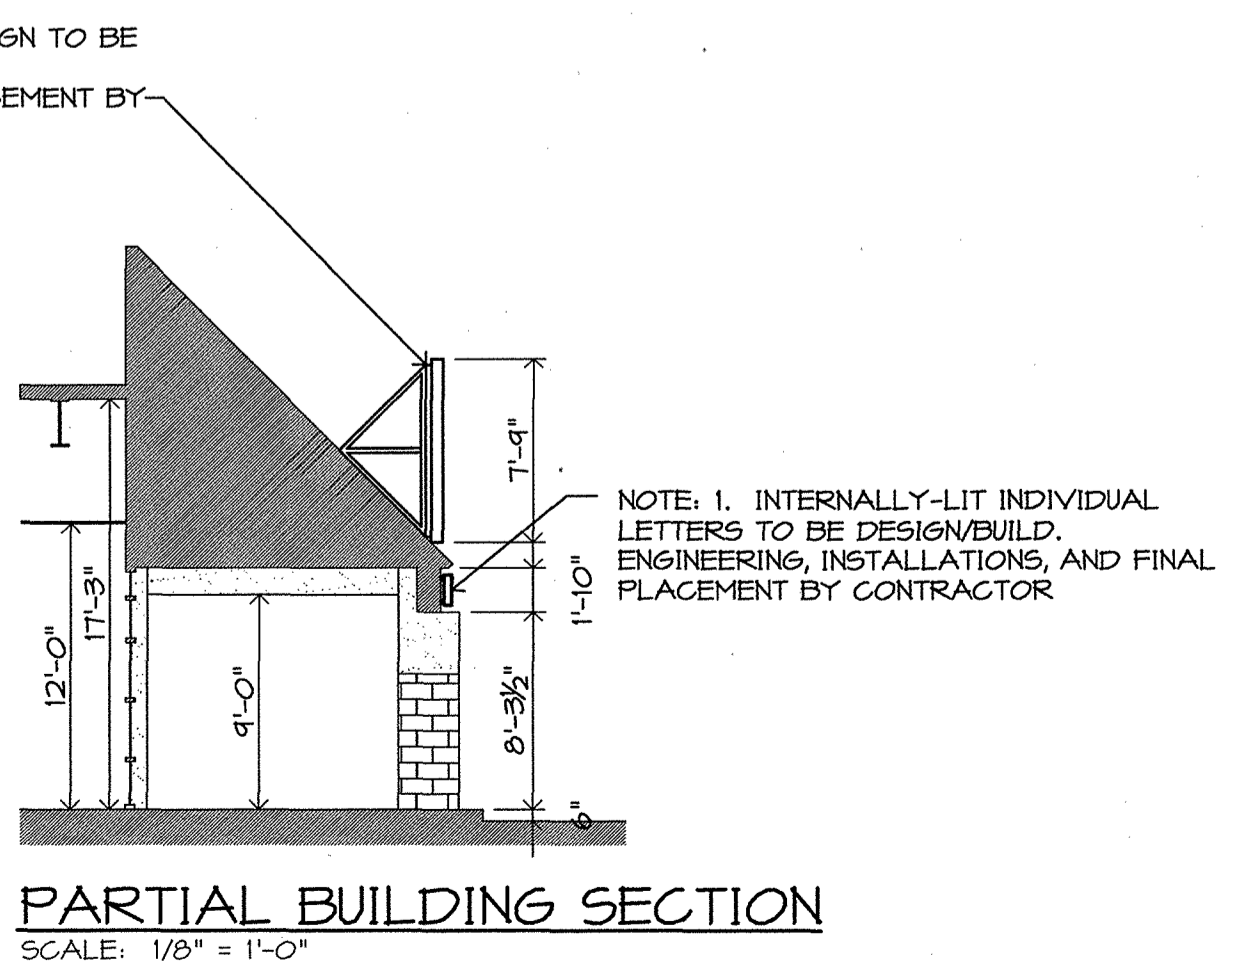 GN TO BE
EMENT BY
7'-9"
NOTE: 1. INTERNALLY-LIT INDIVIDUAL
LETTERS TO BE DESIGN/BUILD.
ENGINEERING, INSTALLATIONS, AND FINAL
PLACEMENT BY CONTRACTOR
1'-10"
17'-3"
12'-0"
9'-0"
8'-3½"
6"
PARTIAL BUILDING SECTION
SCALE: 1/8" = 1'-0"